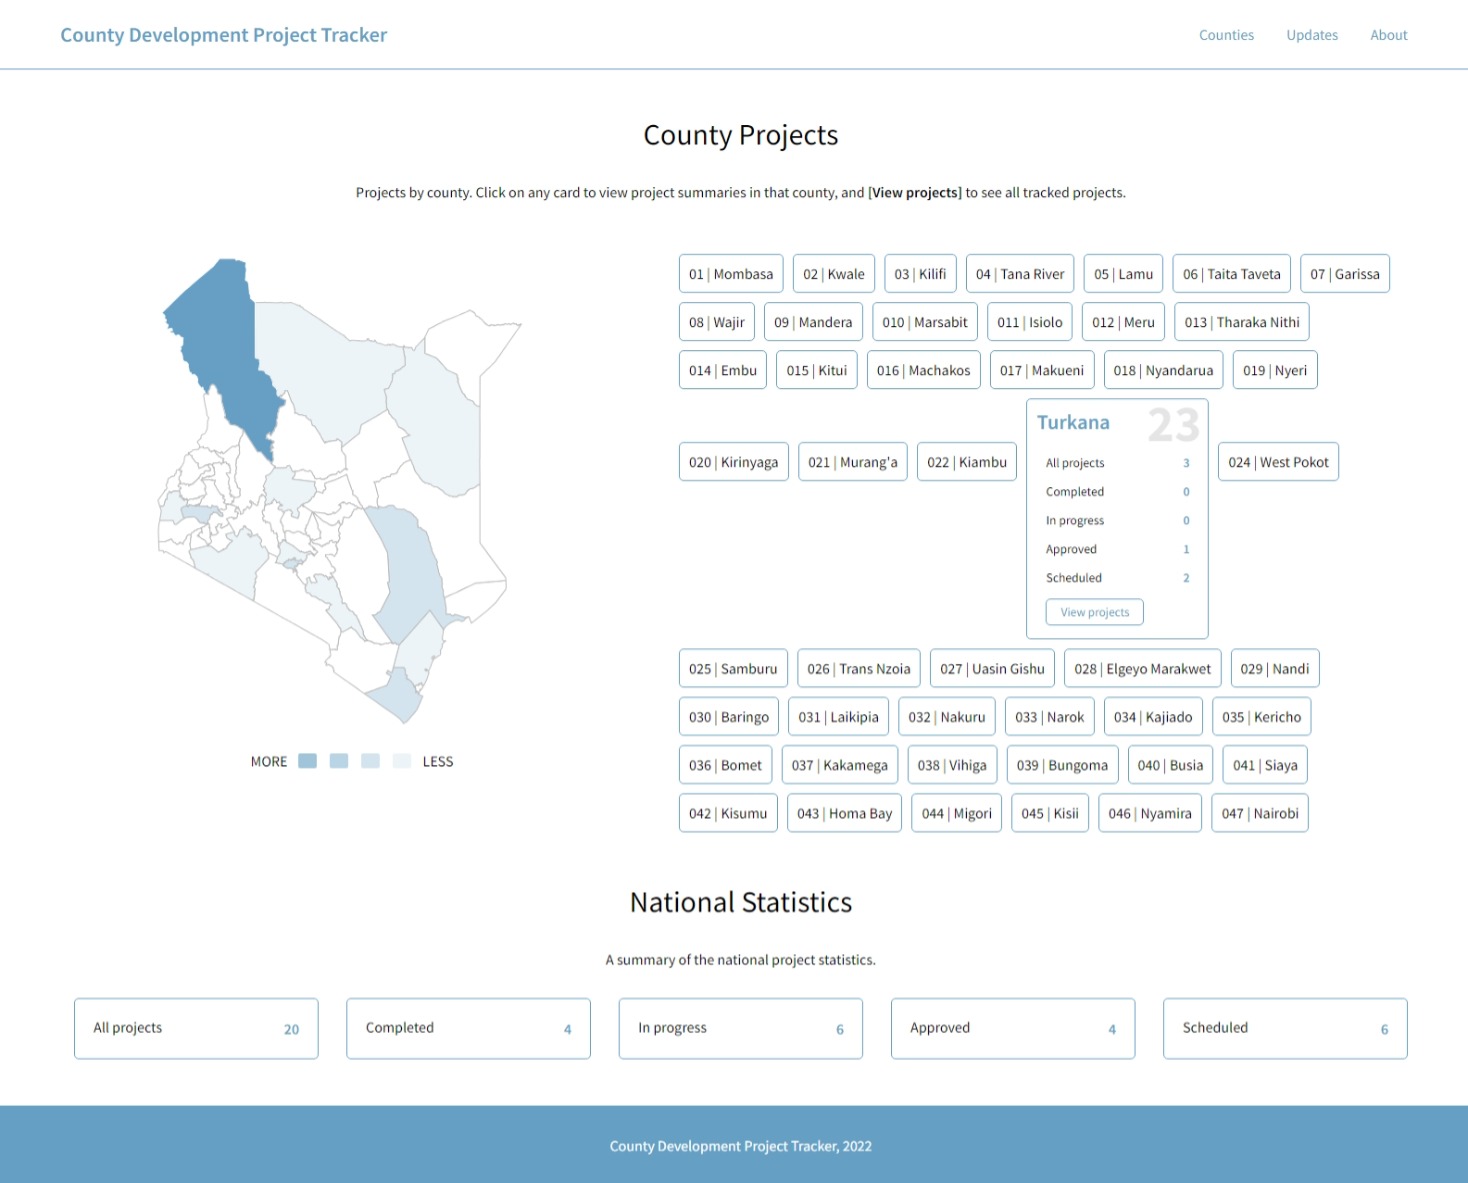 County Development Project Tracker
Counties Updates About
County Projects
Projects by county. Click on any card to view project summaries in that county, and [View projects] to see all tracked projects.
MORE LESS
01 | Mombasa 02 | Kwale 03 | Kilifi 04 | Tana River 05 | Lamu 06 | Taita Taveta 07 | Garissa
08 | Wajir 09 | Mandera 010 | Marsabit 011 | Isiolo 012 | Meru 013 | Tharaka Nithi
014 | Embu 015 | Kitui 016 | Machakos 017 | Makueni 018 | Nyandarua 019 | Nyeri
020 | Kirinyaga 021 | Murang'a 022 | Kiambu
Turkana 23
All projects 3
Completed 0
In progress 0
Approved 1
Scheduled 2
View projects
024 | West Pokot
025 | Samburu 026 | Trans Nzoia 027 | Uasin Gishu 028 | Elgeyo Marakwet 029 | Nandi
030 | Baringo 031 | Laikipia 032 | Nakuru 033 | Narok 034 | Kajiado 035 | Kericho
036 | Bomet 037 | Kakamega 038 | Vihiga 039 | Bungoma 040 | Busia 041 | Siaya
042 | Kisumu 043 | Homa Bay 044 | Migori 045 | Kisii 046 | Nyamira 047 | Nairobi
National Statistics
A summary of the national project statistics.
All projects 20 Completed 4 In progress 6 Approved 4 Scheduled 6
County Development Project Tracker, 2022